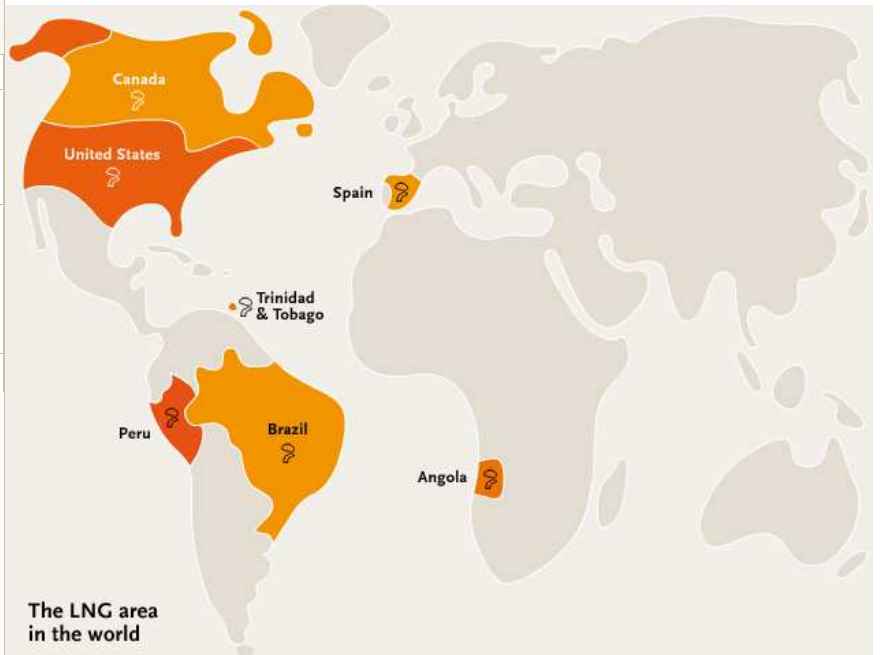 Canada
United States
Spain
Trinidad
& Tobago
Peru
Brazil
Angola
The LNG area
in the world